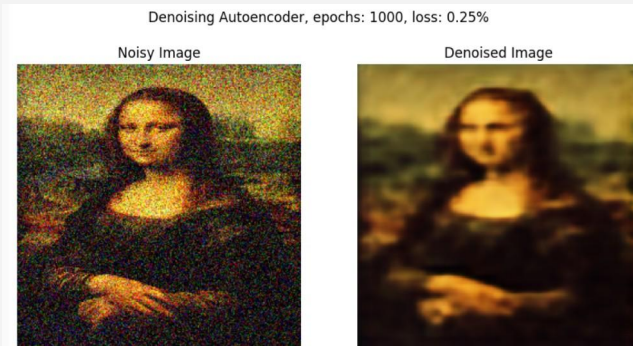 Denoising Autoencoder, epochs: 1000, loss: 0.25%
Noisy Image
Denoised Image